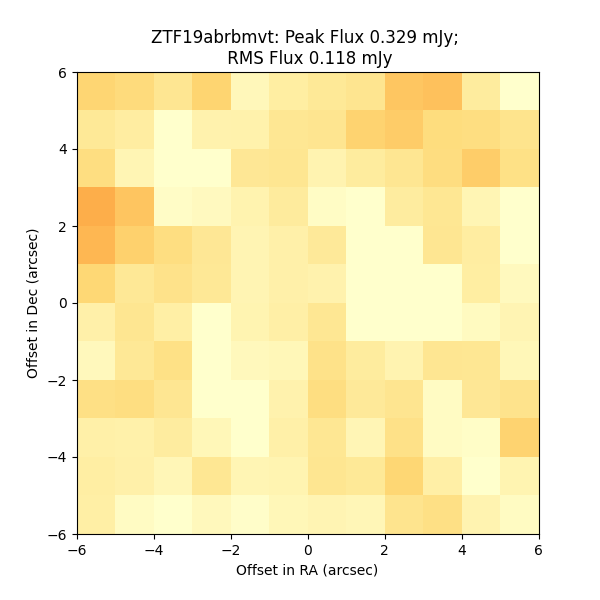 ZTF19abrbmvt: Peak Flux 0.329 mJy;
RMS Flux 0.118 mJy
6
4
2
0
−2
−4
−6
Offset in Dec (arcsec)
−6 −4 −2 0 2 4 6
Offset in RA (arcsec)